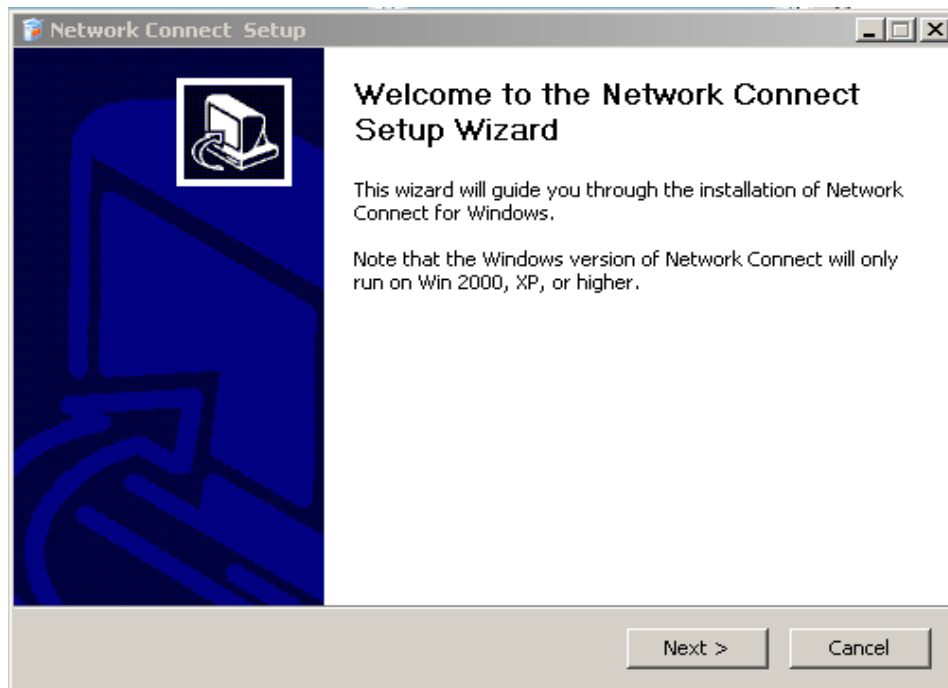 Network Connect Setup
Welcome to the Network Connect
Setup Wizard
This wizard will guide you through the installation of Network
Connect for Windows.
Note that the Windows version of Network Connect will only
run on Win 2000, XP, or higher.
Next >
Cancel